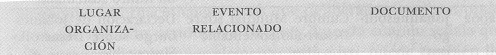 LUGAR EVENTO DOCUMENTO
ORGANIZA- RELACIONADO
CIÓN